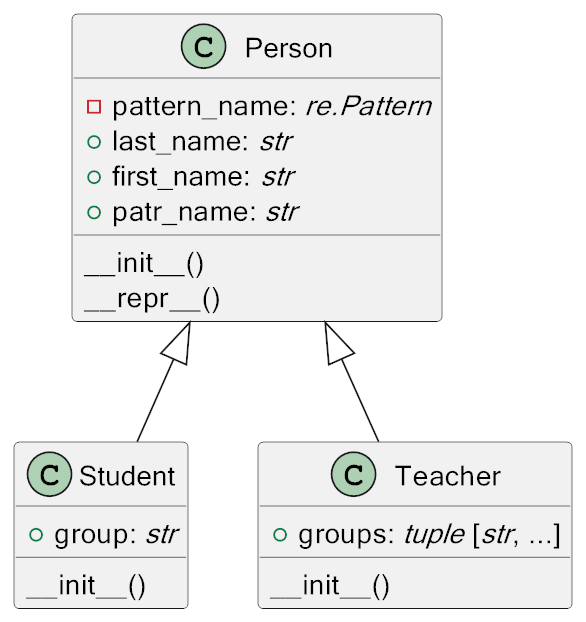 C Person
pattern_name: re.Pattern
last_name: str
first_name: str
patr_name: str
__init__()
__repr__()
C Student
group: str
__init__()
C Teacher
groups: tuple [str, ...]
__init__()